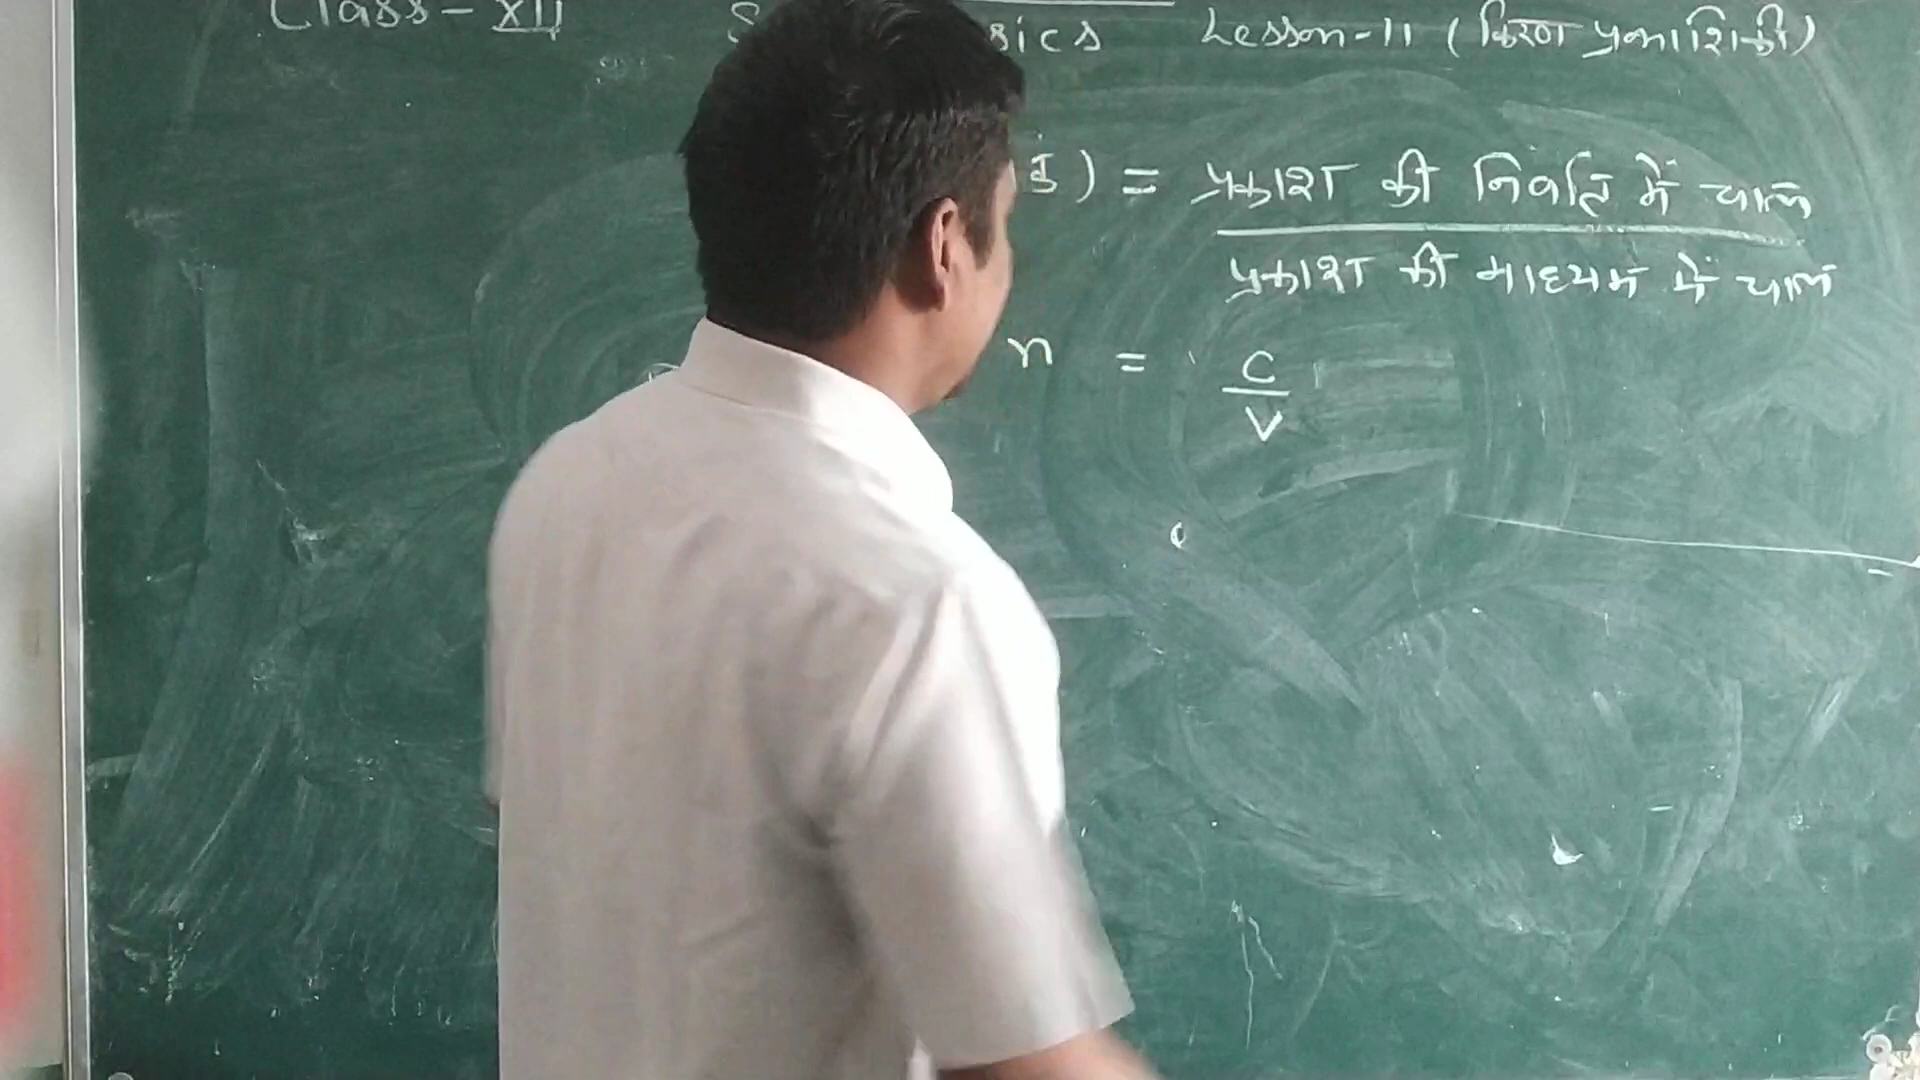 Class - XII Lesson-11 (किरण प्रकाशिकी)
) = प्रकाश की निर्वात में चाल
प्रकाश की माध्यम में चाल
n = C
V